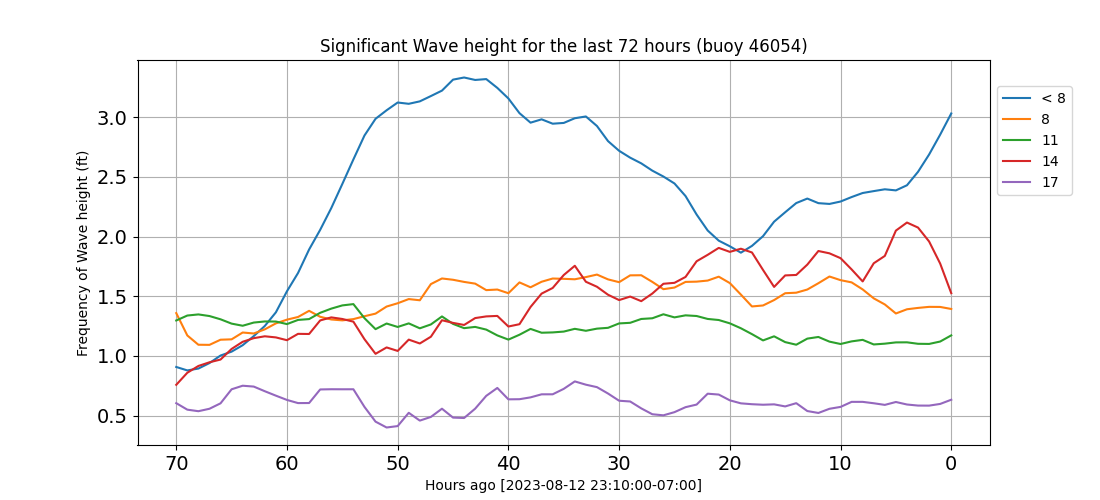 Significant Wave height for the last 72 hours (buoy 46054)
Frequency of Wave height (ft)
3.0
2.5
2.0
1.5
1.0
0.5
70 60 50 40 30 20 10 0
Hours ago [2023-08-12 23:10:00-07:00]
< 8
8
11
14
17